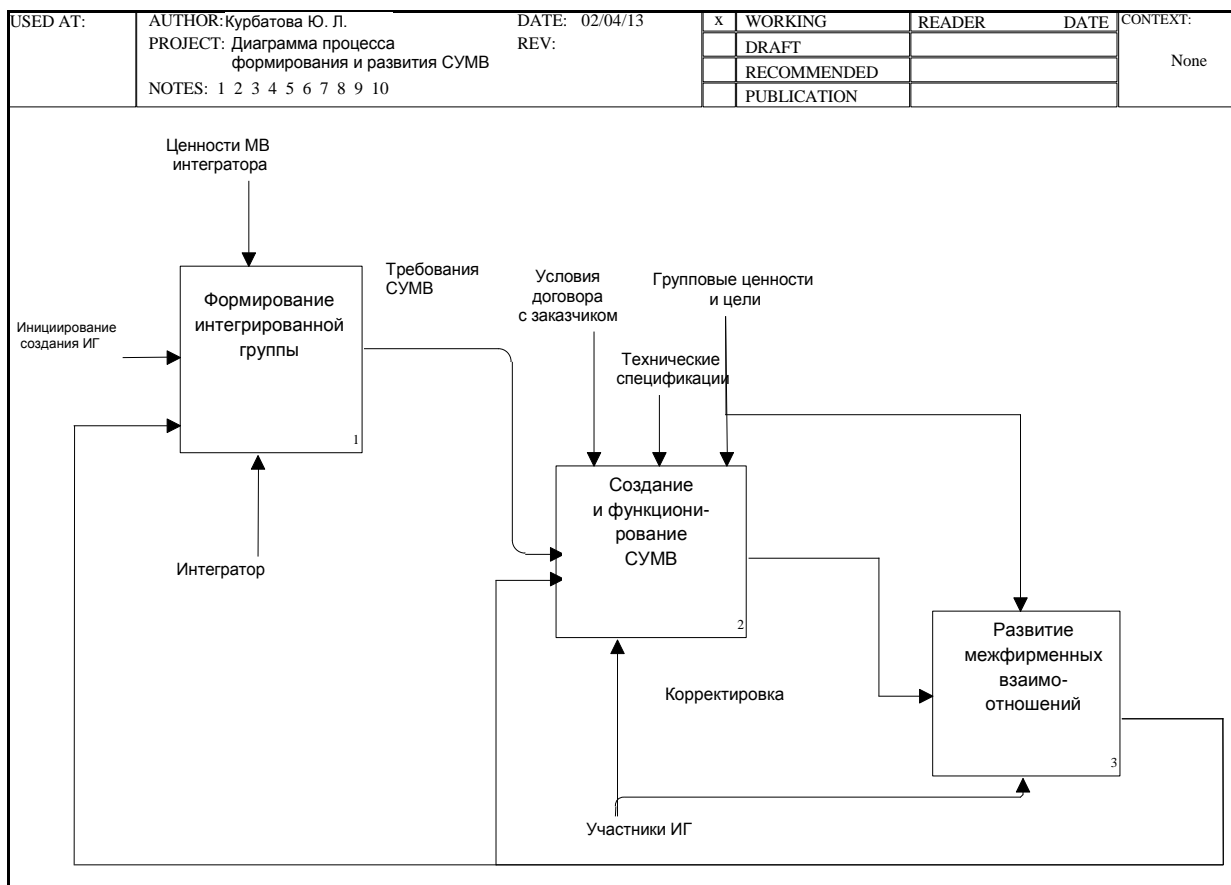 USED AT:
AUTHOR: Курбатова Ю. Л.
DATE: 02/04/13
PROJECT: Диаграмма процесса
формирования и развития СУМВ
REV:
NOTES: 1 2 3 4 5 6 7 8 9 10
x WORKING
DRAFT
RECOMMENDED
PUBLICATION
READER DATE
CONTEXT:
None
Ценности МВ
интегратора
Формирование
интегрированной
группы
1
Инициирование
создания ИГ
Интегратор
Требования
СУМВ
Условия
договора
с заказчиком
Групповые ценности
и цели
Технические
спецификации
Создание
и функциони-
рование
СУМВ
2
Корректировка
Развитие
межфирменных
взаимо-
отношений
3
Участники ИГ